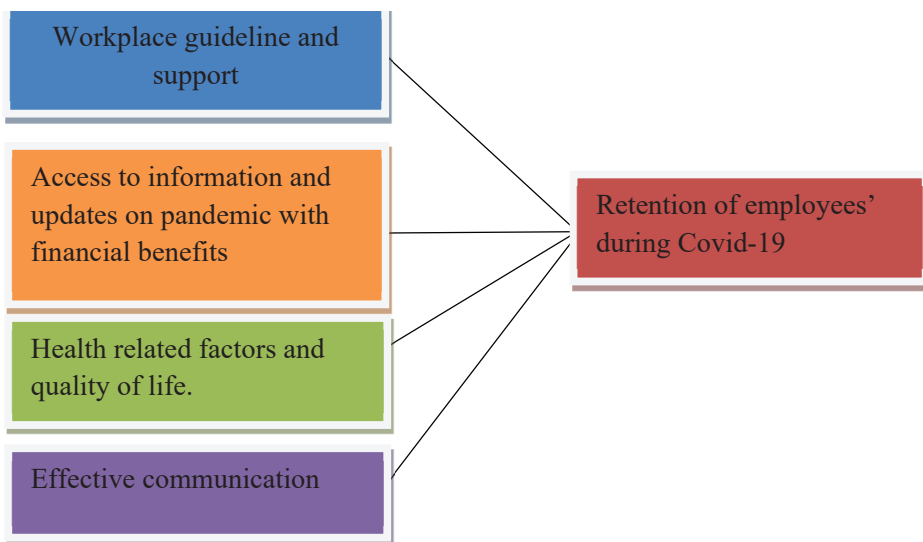 Workplace guideline and
support
Access to information and
updates on pandemic with
financial benefits
Health related factors and
quality of life.
Effective communication
Retention of employees’
during Covid-19